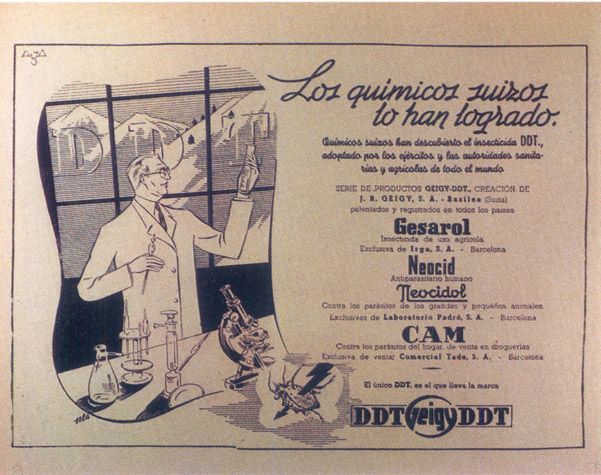 AZA
DDT
Los químicos suizos
lo han logrado.
Químicos suizos han descubierto el insecticida DDT.,
adoptado por los ejércitos y las autoridades sanita-
rias y agrícolas de todo el mundo
SERIE DE PRODUCTOS GEIGY-DDT., CREACIÓN DE
J. R. GEIGY, S. A. - Basilea (Suiza)
patentados y registrados en todos los países
Gesarol
Insecticida de uso agrícola.
Exclusiva de Irga, S. A. - Barcelona
Neocid
Antiparasitario humano
Neocidol
Contra los parásitos de los grandes y pequeños animales.
Exclusivas de Laboratorio Padró, S. A. - Barcelona
CAM
Contra los parásitos del hogar, de venta en droguerías
Exclusiva de venta: Comercial Tade, S. A. - Barcelona
El único DDT. es el que lleva la marca
DDT Geigy DDT